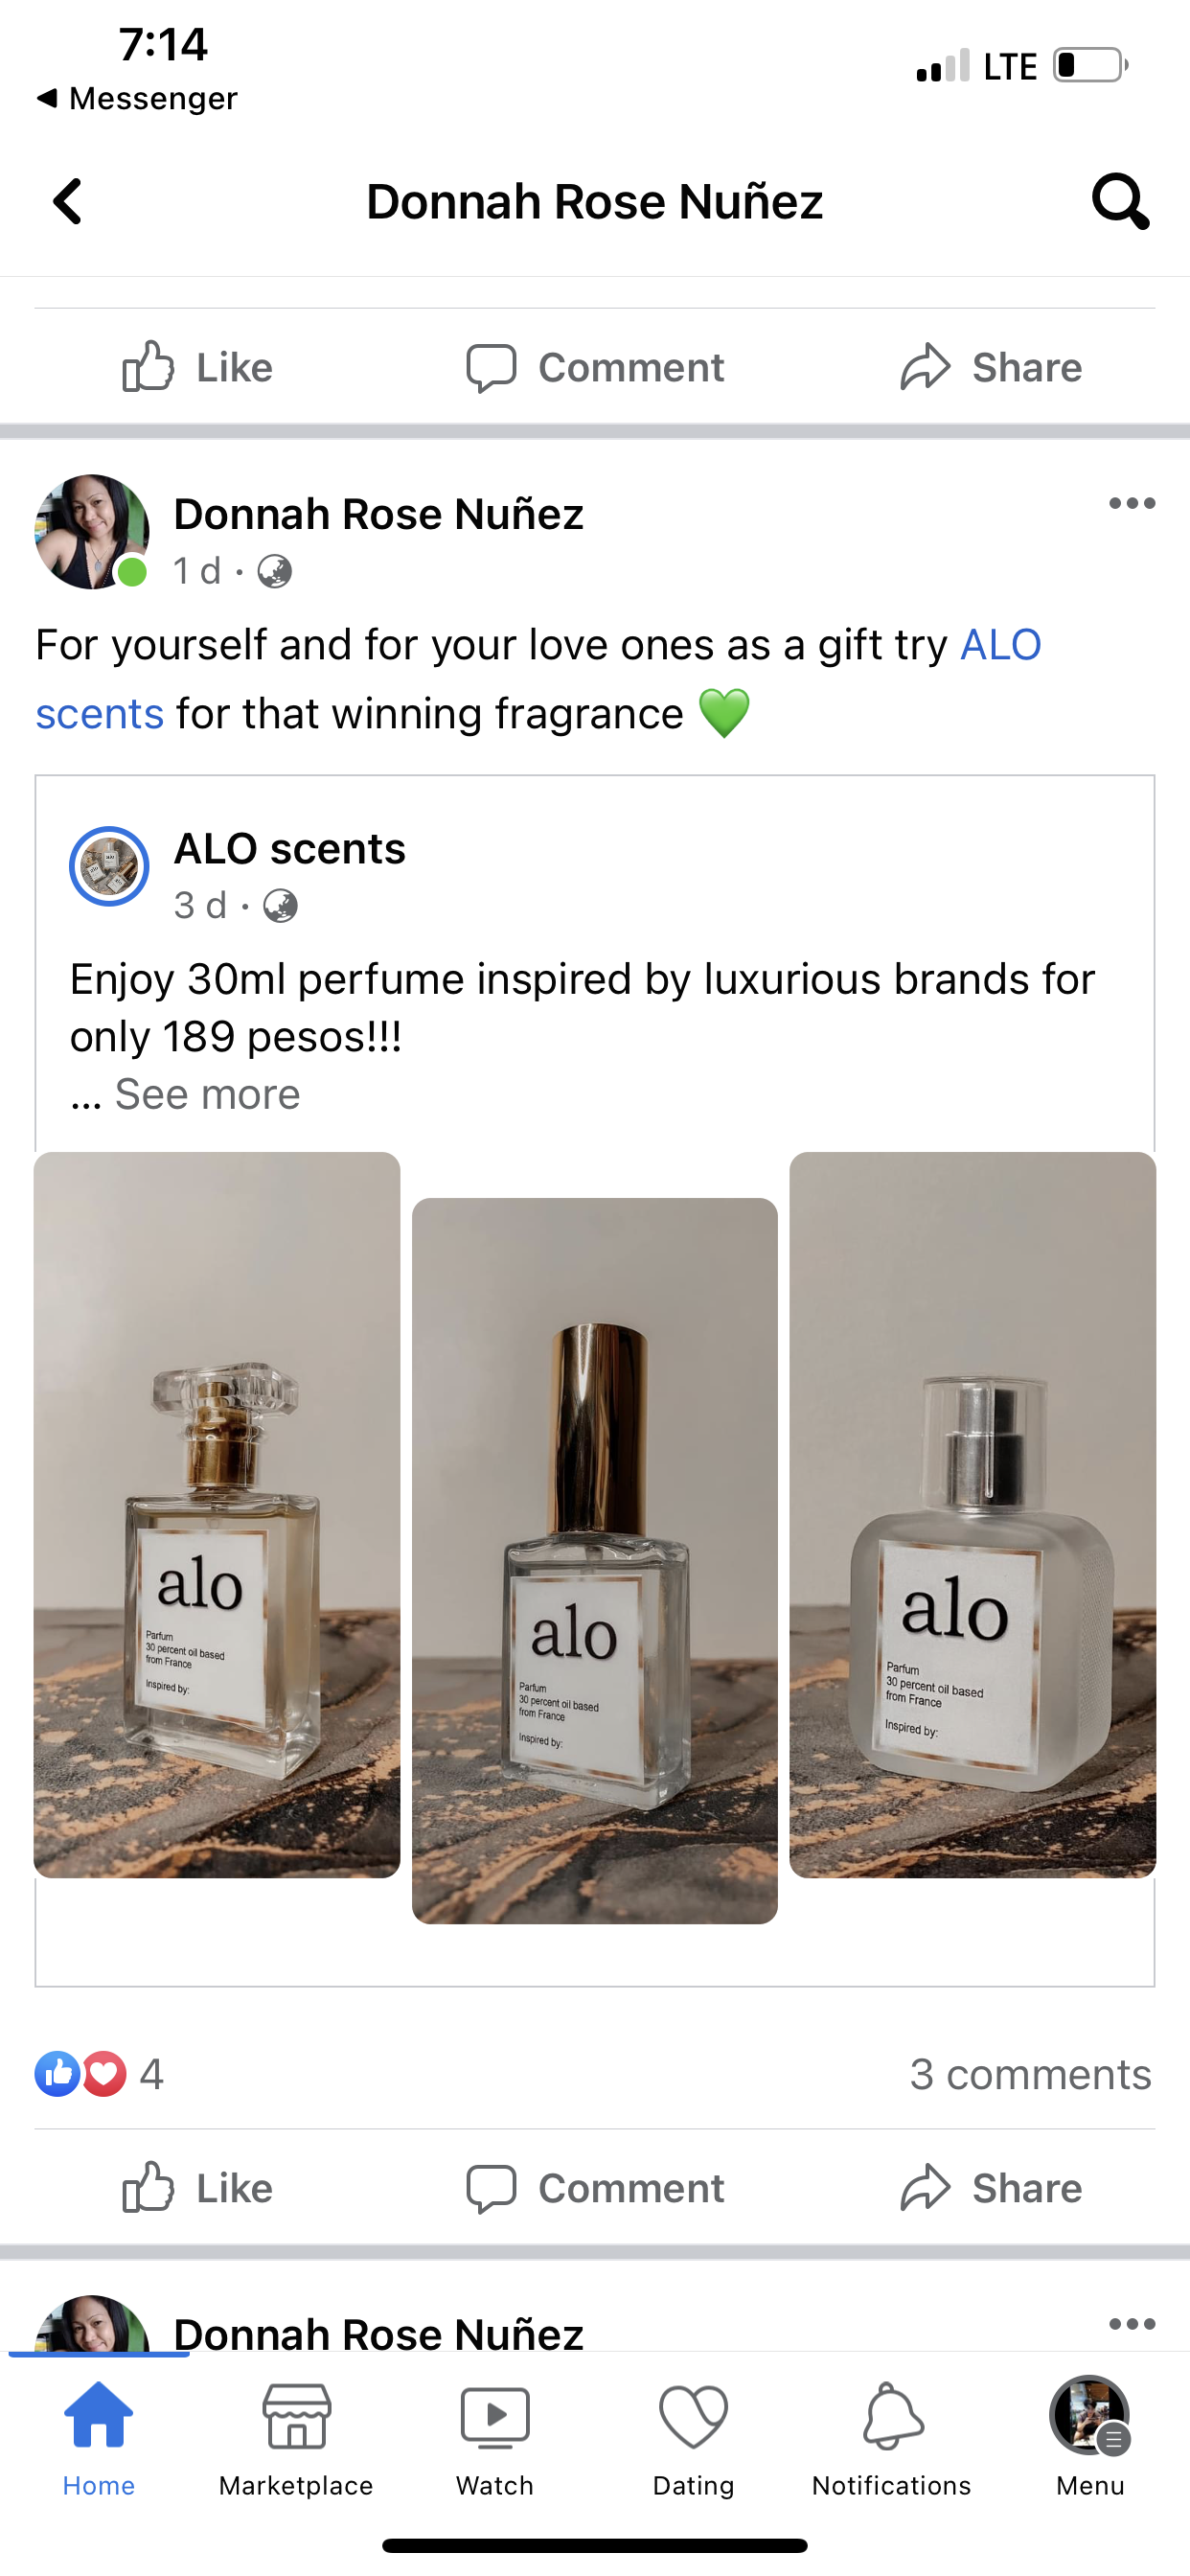 7:14
LTE
◀ Messenger
Donnah Rose Nuñez
Like
Comment
Share
Donnah Rose Nuñez
1 d ·
For yourself and for your love ones as a gift try ALO
scents for that winning fragrance 💚
ALO scents
3 d ·
Enjoy 30ml perfume inspired by luxurious brands for
only 189 pesos!!!
... See more
alo
Parfum
30 percent oil based
from France
Inspired by:
alo
Parfum
30 percent oil based
from France
Inspired by:
alo
Parfum
30 percent oil based
from France
Inspired by:
4
3 comments
Like
Comment
Share
Donnah Rose Nuñez
Home
Marketplace
Watch
Dating
Notifications
Menu